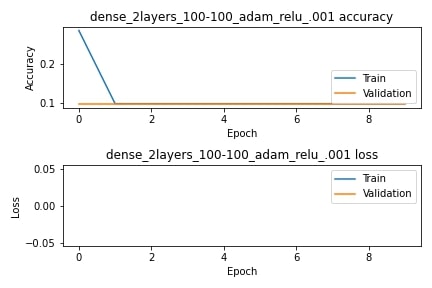 dense_2layers_100-100_adam_relu_.001 accuracy
0.2
0.1
Accuracy
Train
Validation
0 2 4 6 8
Epoch
dense_2layers_100-100_adam_relu_.001 loss
0.05
0.00
−0.05
Loss
Train
Validation
0 2 4 6 8
Epoch